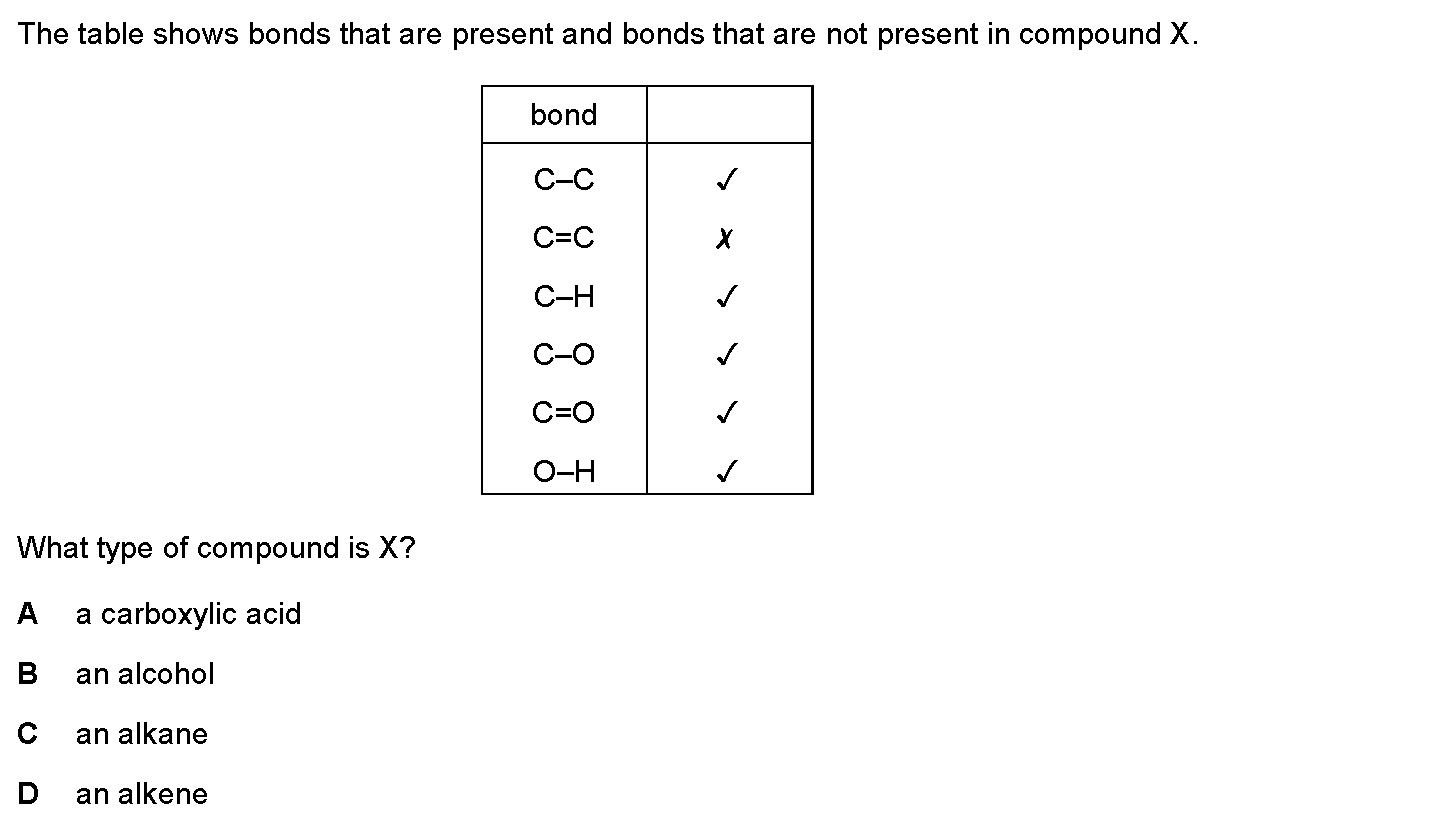 The table shows bonds that are present and bonds that are not present in compound X.
bond
C–C ✓
C=C ✗
C–H ✓
C–O ✓
C=O ✓
O–H ✓
What type of compound is X?
A a carboxylic acid
B an alcohol
C an alkane
D an alkene